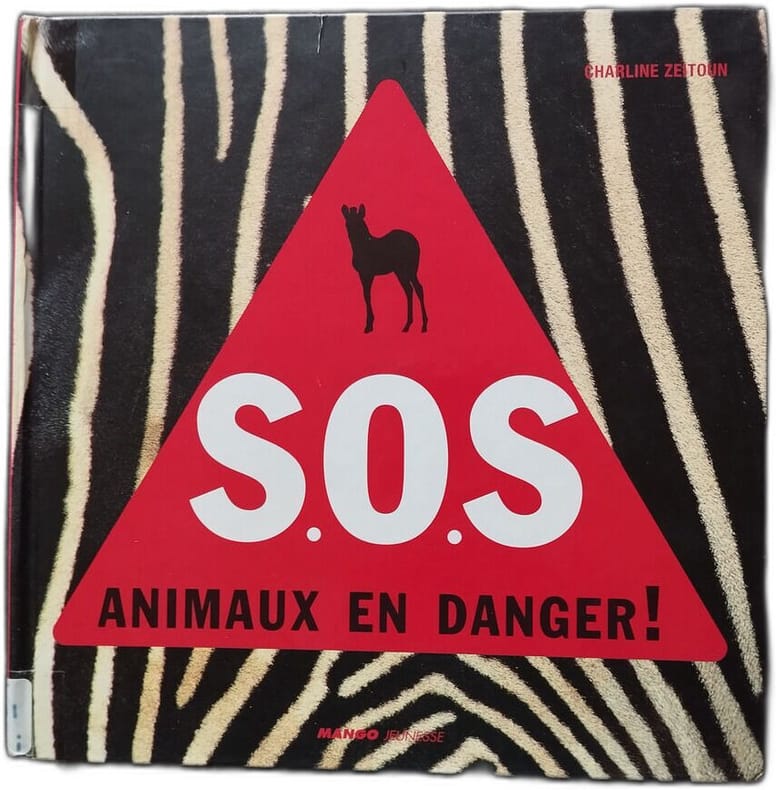 CHARLINE ZEITOUN
S.O.S
ANIMAUX EN DANGER!
MANGO JEUNESSE